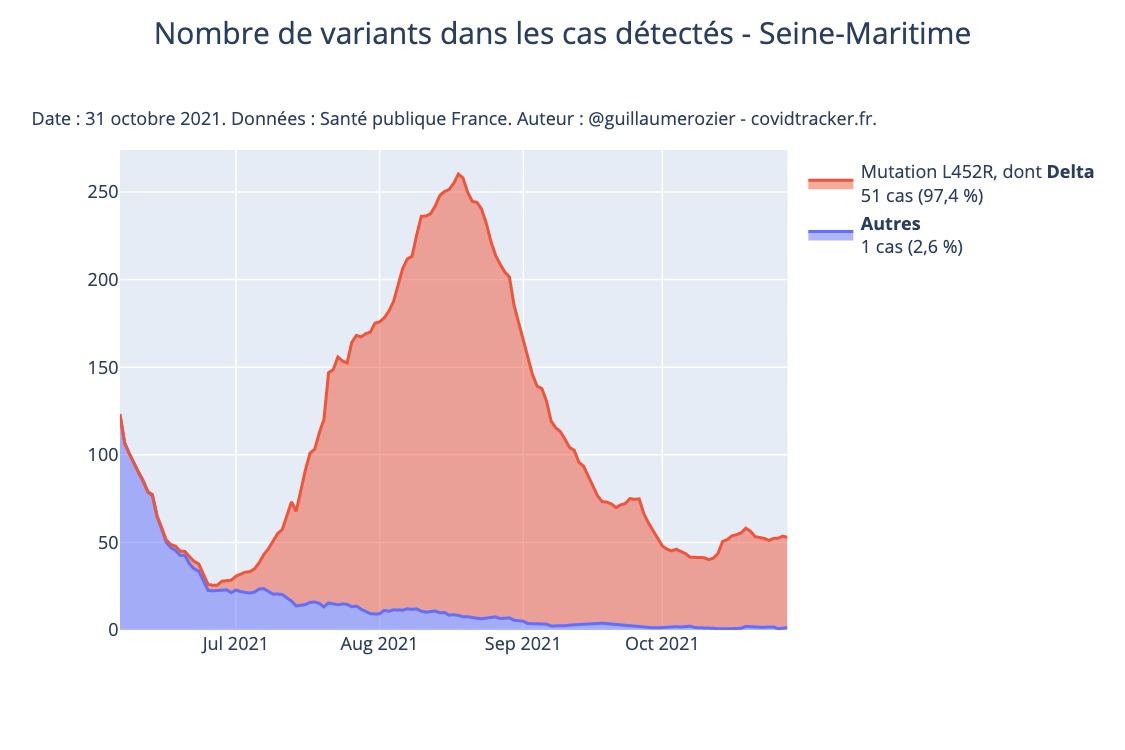 Nombre de variants dans les cas détectés - Seine-Maritime
Date : 31 octobre 2021. Données : Santé publique France. Auteur : @guillaumerozier - covidtracker.fr.
Mutation L452R, dont Delta
51 cas (97,4 %)
Autres
1 cas (2,6 %)
250
200
150
100
50
0
Jul 2021
Aug 2021
Sep 2021
Oct 2021